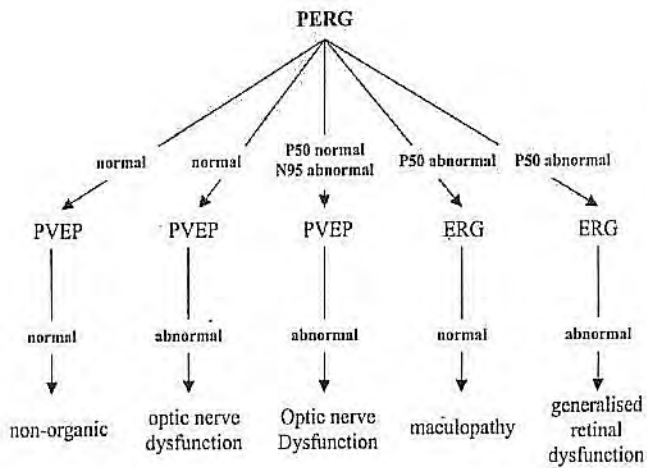 PERG
normal
normal
P50 normal
N95 abnormal
P50 abnormal
P50 abnormal
PVEP
PVEP
PVEP
ERG
ERG
normal
abnormal
abnormal
normal
abnormal
non-organic
optic nerve
dysfunction
Optic nerve
Dysfunction
maculopathy
generalised
retinal
dysfunction